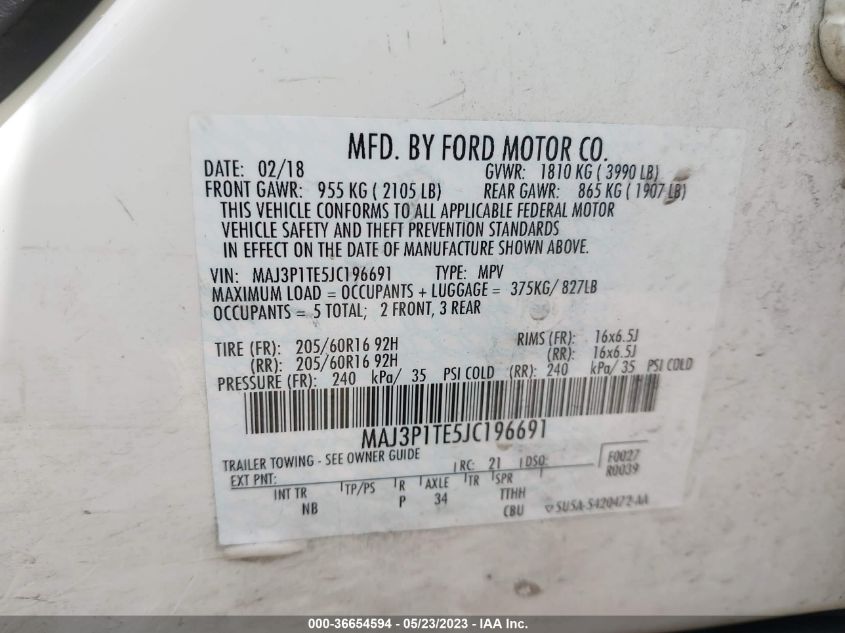 MFD. BY FORD MOTOR CO.
DATE: 02/18 GVWR: 1810 KG ( 3990 LB)
FRONT GAWR: 955 KG ( 2105 LB) REAR GAWR: 865 KG ( 1907 LB)
THIS VEHICLE CONFORMS TO ALL APPLICABLE FEDERAL MOTOR
VEHICLE SAFETY AND THEFT PREVENTION STANDARDS
IN EFFECT ON THE DATE OF MANUFACTURE SHOWN ABOVE.
VIN: MAJ3P1TE5JC196691 TYPE: MPV
MAXIMUM LOAD = OCCUPANTS + LUGGAGE = 375KG/ 827LB
OCCUPANTS = 5 TOTAL; 2 FRONT, 3 REAR
TIRE (FR): 205/60R16 92H RIMS (FR): 16x6.5J
(RR): 205/60R16 92H (RR): 16x6.5J
PRESSURE (FR): 240 kPa/ 35 PSI COLD (RR): 240 kPa/ 35 PSI COLD
MAJ3P1TE5JC196691
TRAILER TOWING - SEE OWNER GUIDE
EXT PNT: RC: 21 DSO: F0027
R0039
INT TR TP/PS R AXLE TR SPR
NB P 34 TTHH
CBU SU5A-5420472-AA
000-36654594 - 05/23/2023 - IAA Inc.